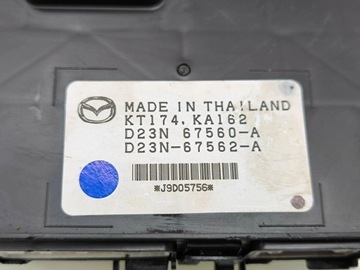 MADE IN THAILAND
KT174, KA162
D23N 67560-A
D23N-67562-A
*J9D05756*